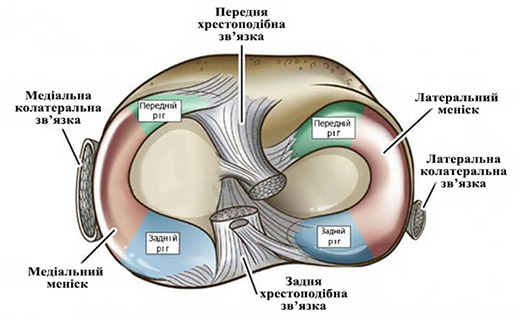 Передня
хрестоподібна
зв’язка
Медіальна
колатеральна
зв’язка
Передній
ріг
Передній
ріг
Латеральний
меніск
Латеральна
колатеральна
зв’язка
Задній
ріг
Задній
ріг
Медіальний
меніск
Задня
хрестоподібна
зв’язка